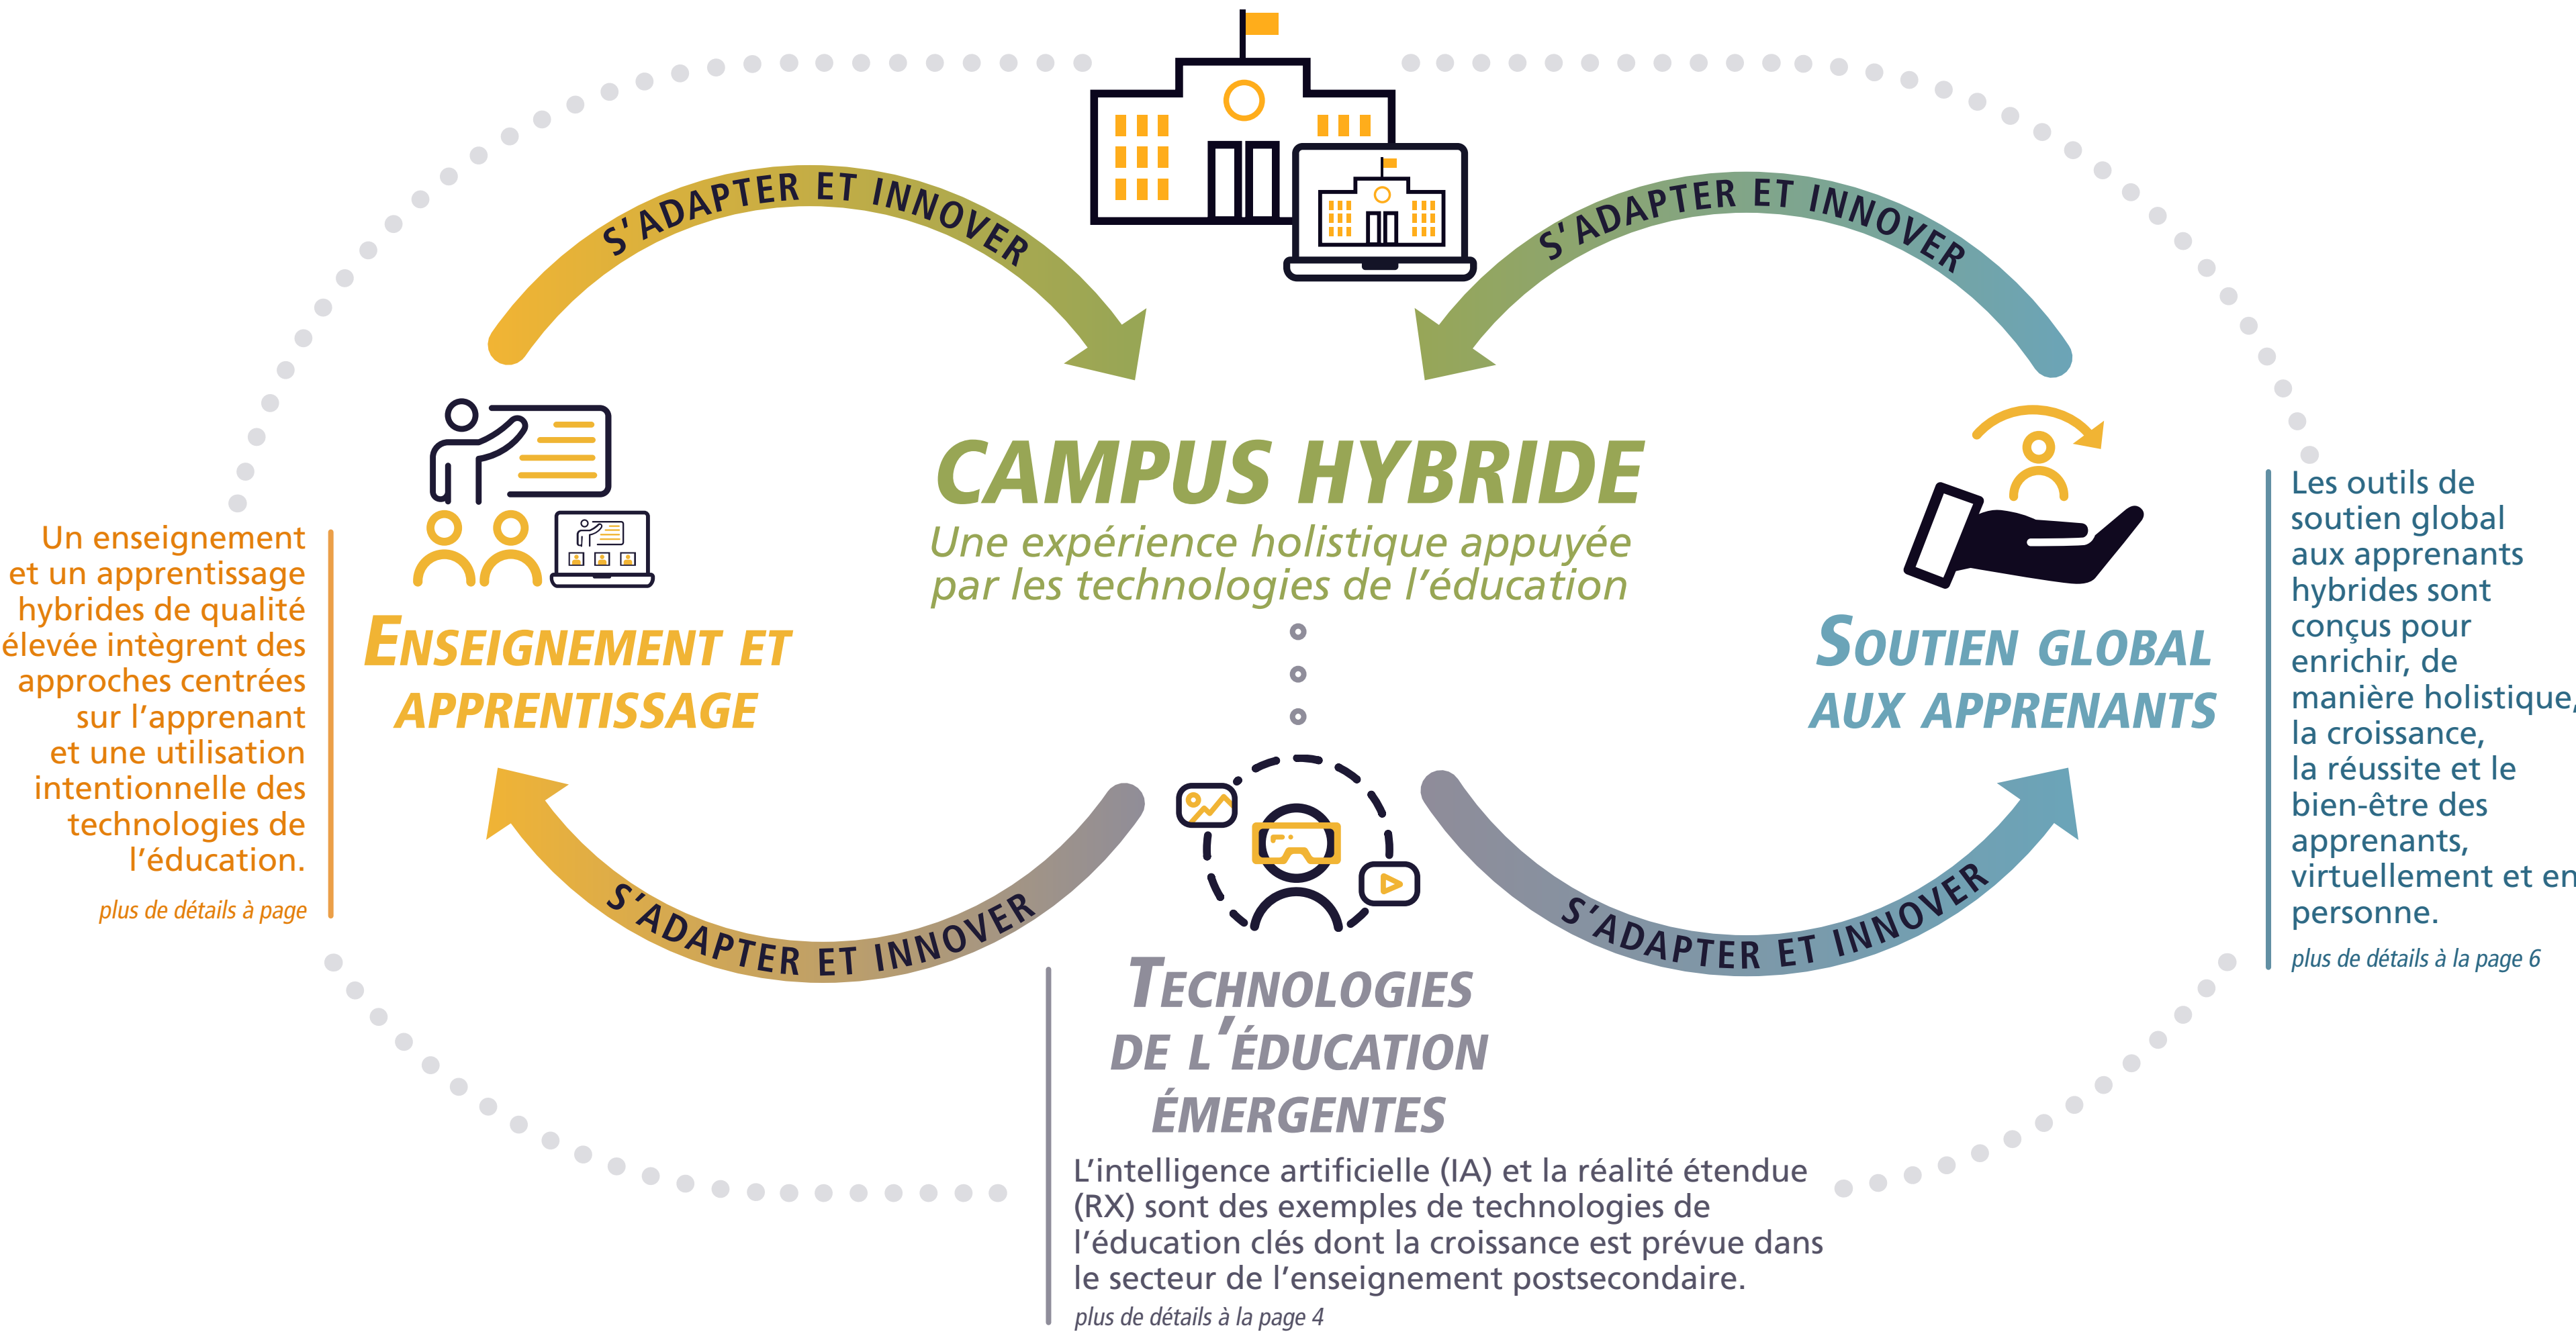 S'ADAPTER ET INNOVER
S'ADAPTER ET INNOVER
CAMPUS HYBRIDE
Une expérience holistique appuyée
par les technologies de l'éducation
Un enseignement
et un apprentissage
hybrides de qualité
élevée intègrent des
approches centrées
sur l'apprenant
et une utilisation
intentionnelle des
technologies de
l'éducation.
plus de détails à page
ENSEIGNEMENT ET
APPRENTISSAGE
SOUTIEN GLOBAL
AUX APPRENANTS
Les outils de
soutien global
aux apprenants
hybrides sont
conçus pour
enrichir, de
manière holistique,
la croissance,
la réussite et le
bien-être des
apprenants,
virtuellement et en
personne.
plus de détails à la page 6
S'ADAPTER ET INNOVER
S'ADAPTER ET INNOVER
TECHNOLOGIES
DE L'ÉDUCATION
ÉMERGENTES
L'intelligence artificielle (IA) et la réalité étendue
(RX) sont des exemples de technologies de
l'éducation clés dont la croissance est prévue dans
le secteur de l'enseignement postsecondaire.
plus de détails à la page 4